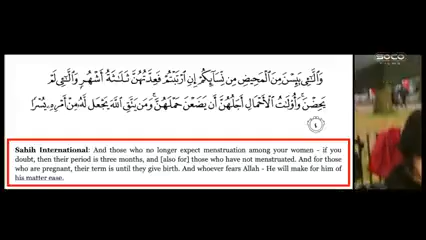 وَٱلَّٰٓـِٔي يَئِسْنَ مِنَ ٱلْمَحِيضِ مِن نِّسَآئِكُمْ إِنِ ٱرْتَبْتُمْ فَعِدَّتُهُنَّ ثَلَٰثَةُ أَشْهُرٍ وَٱلَّٰٓـِٔي لَمْ
يَحِضْنَ ۚ وَأُو۟لَٰتُ ٱلْأَحْمَالِ أَجَلُهُنَّ أَن يَضَعْنَ حَمْلَهُنَّ ۚ وَمَن يَتَّقِ ٱللَّهَ يَجْعَل لَّهُۥ مِنْ أَمْرِهِۦ يُسْرًا
٤
Sahih International: And those who no longer expect menstruation among your women - if you
doubt, then their period is three months, and [also for] those who have not menstruated. And for those
who are pregnant, their term is until they give birth. And whoever fears Allah - He will make for him of
his matter ease.
SOCO
FILMS